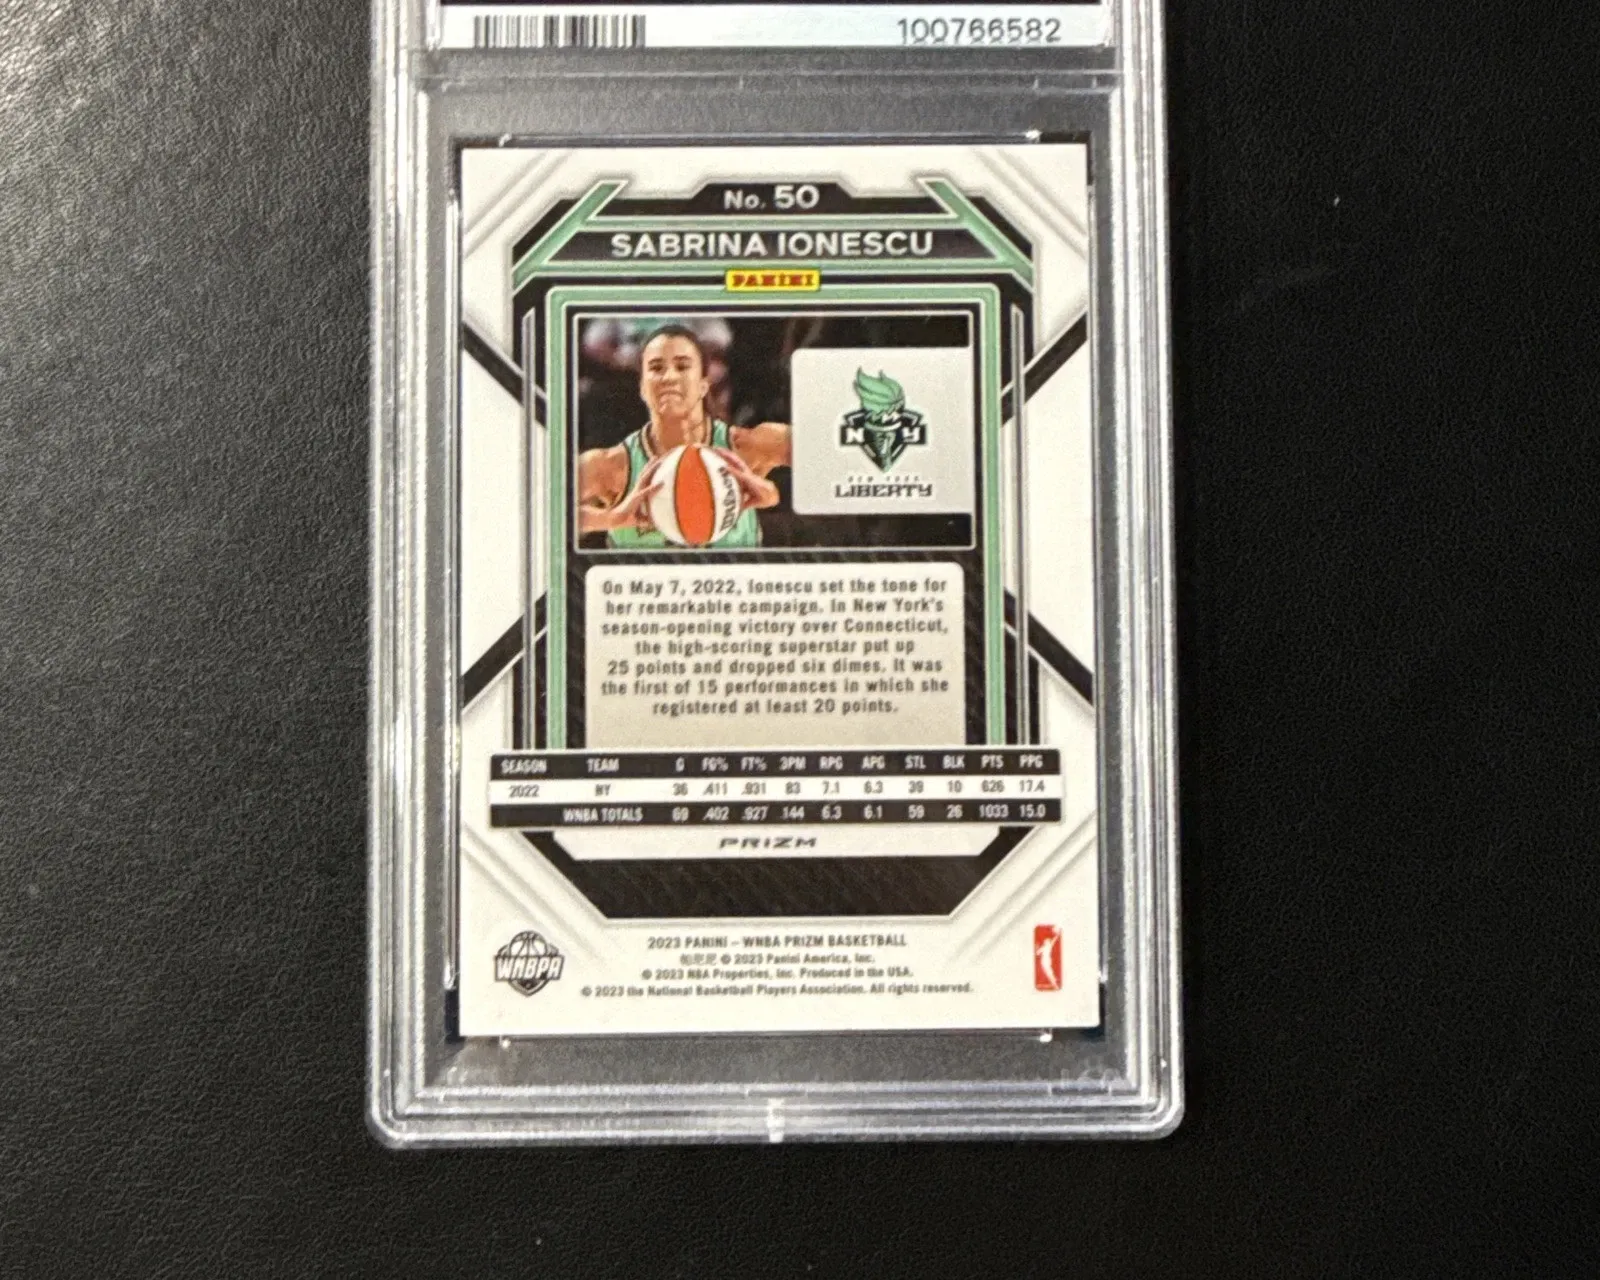 100766582
No. 50
SABRINA IONESCU
PANINI
NY
NEW YORK
LIBERTY
Wilson
On May 7, 2022, Ionescu set the tone for
her remarkable campaign. In New York's
season-opening victory over Connecticut,
the high-scoring superstar put up
25 points and dropped six dimes. It was
the first of 15 performances in which she
registered at least 20 points.
SEASON TEAM G FG% FT% 3PM RPG APG STL BLK PTS PPG
2022 NY 36 .411 .931 83 7.1 6.3 39 10 626 17.4
WNBA TOTALS 69 .402 .927 144 6.3 6.1 59 26 1033 15.0
PRIZM
WNBPA
2023 PANINI – WNBA PRIZM BASKETBALL
帕尼尼 © 2023 Panini America, Inc.
© 2023 NBA Properties, Inc. Produced in the USA.
© 2023 the National Basketball Players Association. All rights reserved.